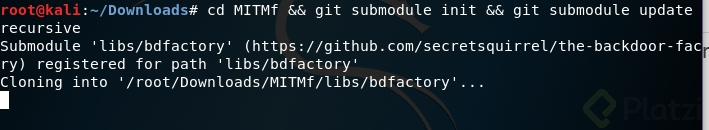 root@kali:~/Downloads# cd MITMf && git submodule init && git submodule update
recursive
Submodule 'libs/bdfactory' (https://github.com/secretsquirrel/the-backdoor-fac
ry) registered for path 'libs/bdfactory'
Cloning into '/root/Downloads/MITMf/libs/bdfactory'...
Platzi